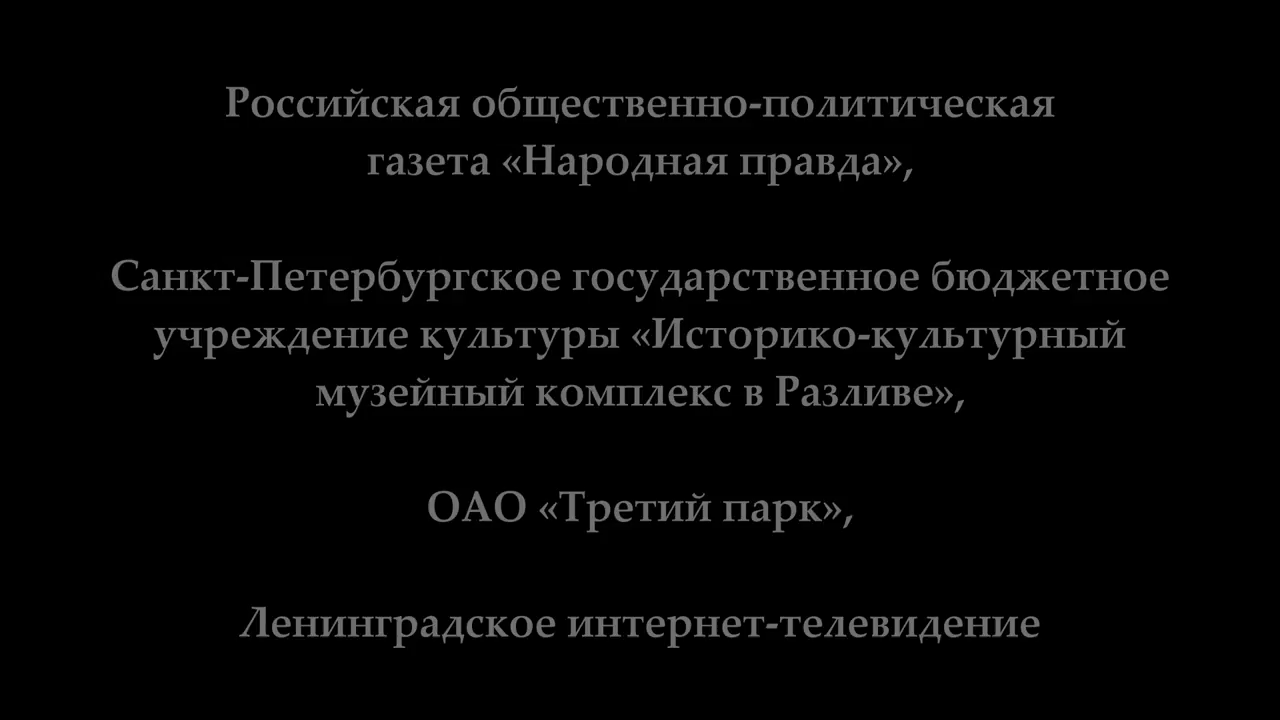 Российская общественно-политическая
газета «Народная правда»,
Санкт-Петербургское государственное бюджетное
учреждение культуры «Историко-культурный
музейный комплекс в Разливе»,
ОАО «Третий парк»,
Ленинградское интернет-телевидение